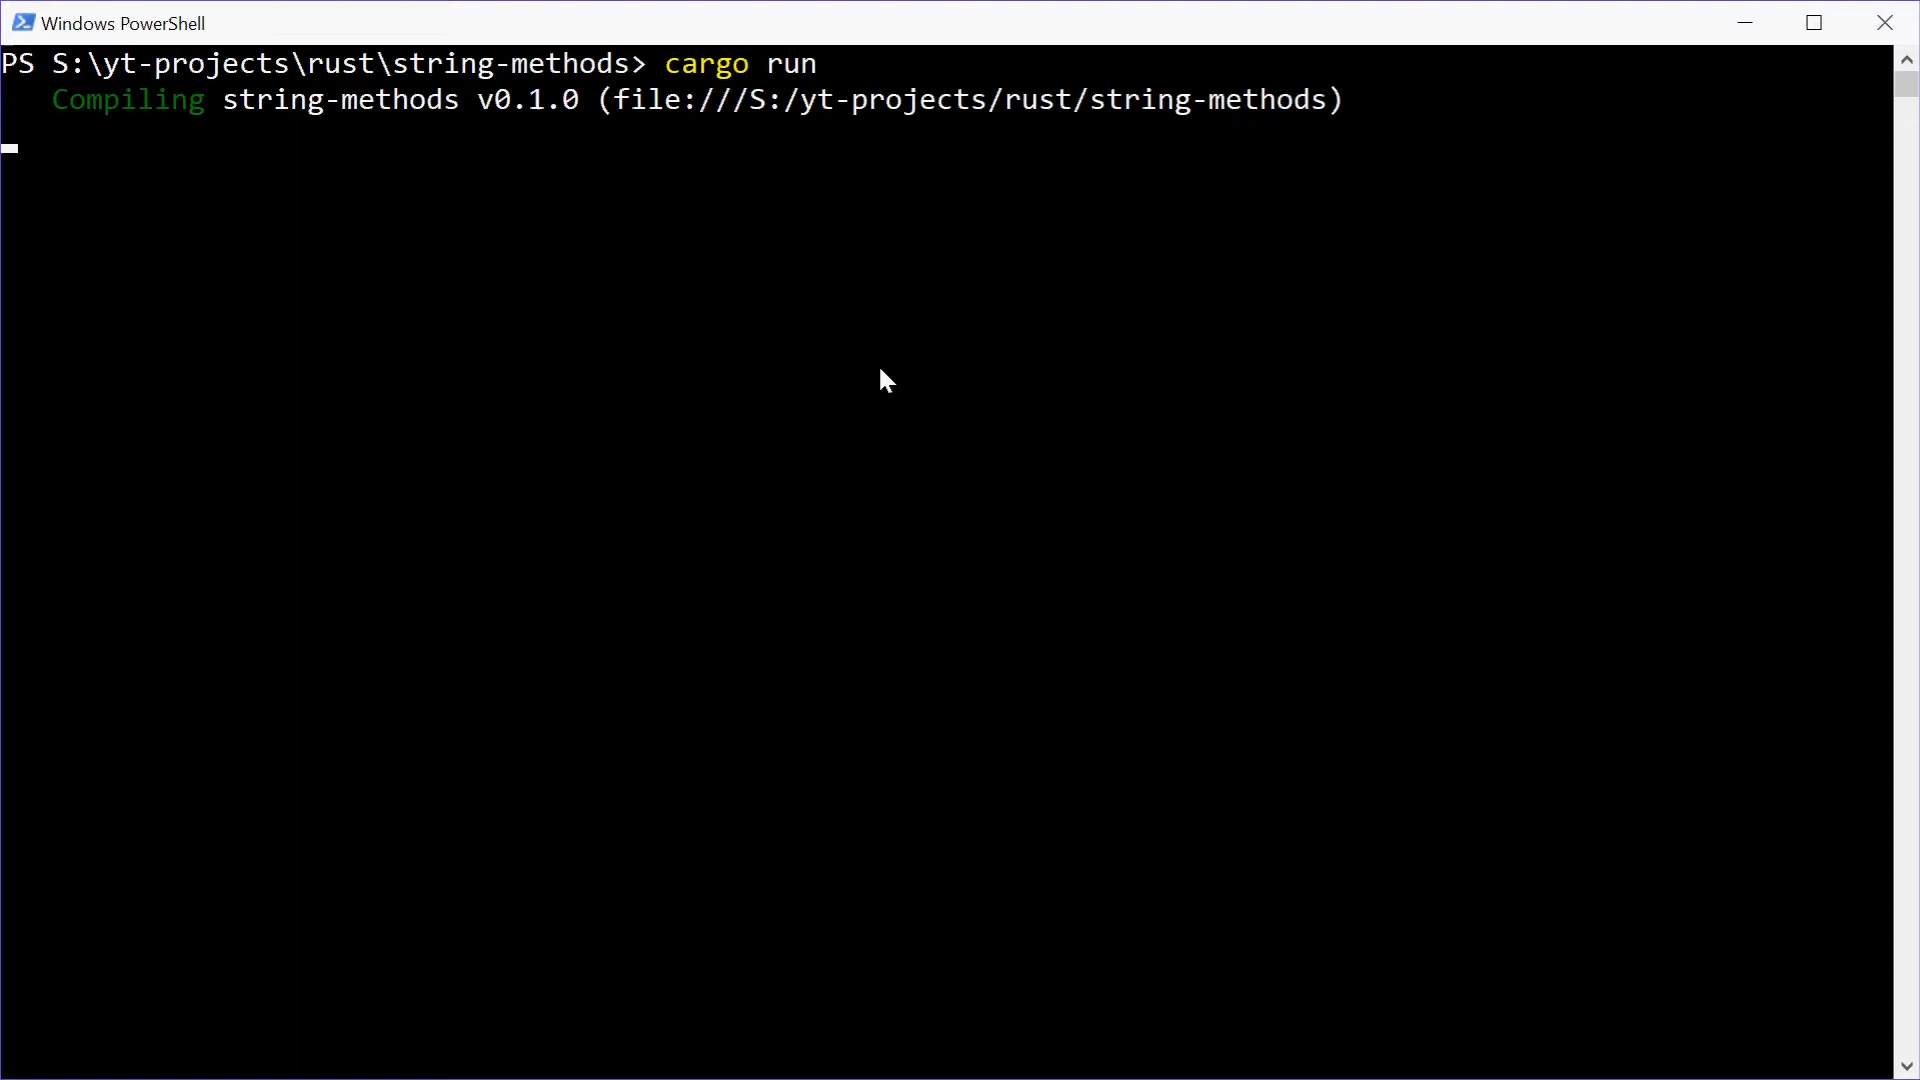 Windows PowerShell
PS S:\yt-projects\rust\string-methods> cargo run
   Compiling string-methods v0.1.0 (file:///S:/yt-projects/rust/string-methods)